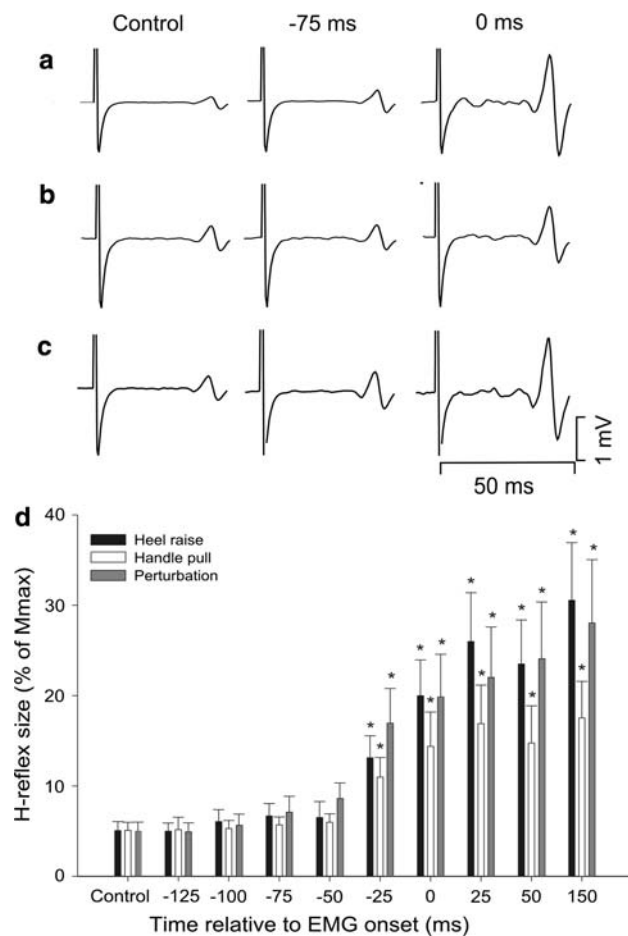 Control -75 ms 0 ms
a
b
c
1 mV
50 ms
d
40
Heel raise
Handle pull
Perturbation
30
20
10
0
H-reflex size (% of Mmax)
* * * * * * * * * * * * * * *
Control -125 -100 -75 -50 -25 0 25 50 150
Time relative to EMG onset (ms)